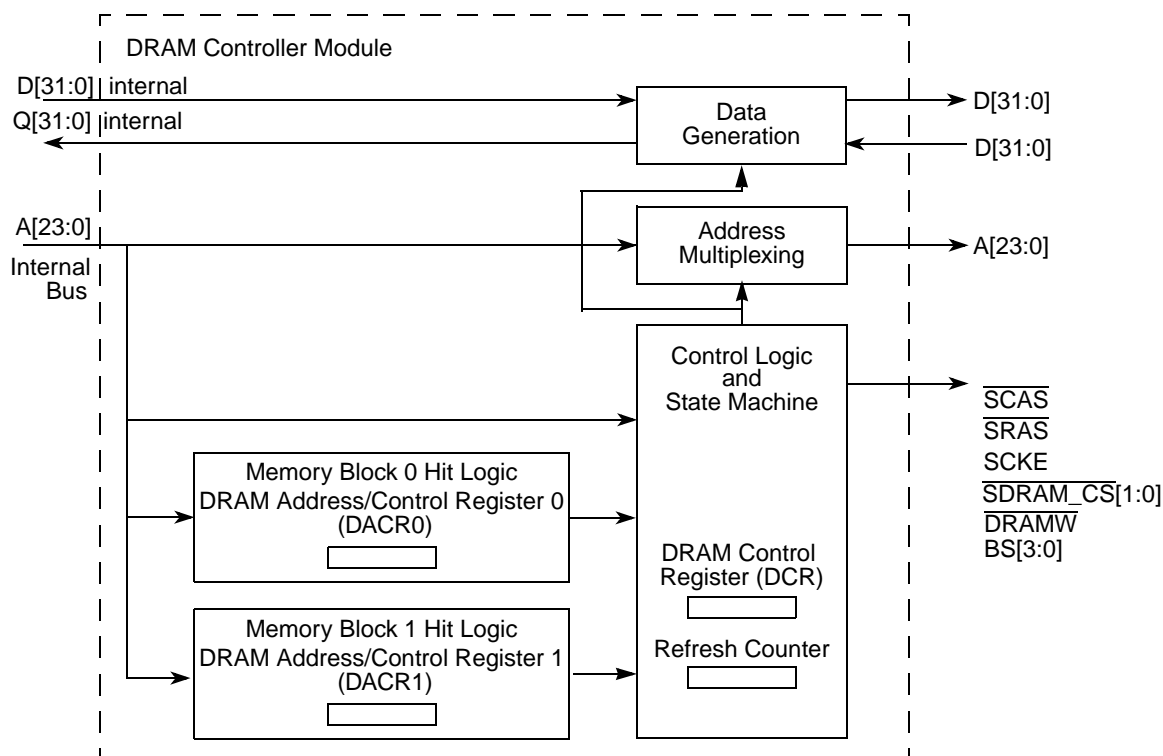 DRAM Controller Module
D[31:0] internal
Q[31:0] internal
Data
Generation
D[31:0]
D[31:0]
A[23:0]
Internal
Bus
Address
Multiplexing
A[23:0]
Control Logic
and
State Machine
SCAS
SRAS
SCKE
SDRAM_CS[1:0]
DRAMW
BS[3:0]
Memory Block 0 Hit Logic
DRAM Address/Control Register 0
(DACR0)
DRAM Control
Register (DCR)
Memory Block 1 Hit Logic
DRAM Address/Control Register 1
(DACR1)
Refresh Counter